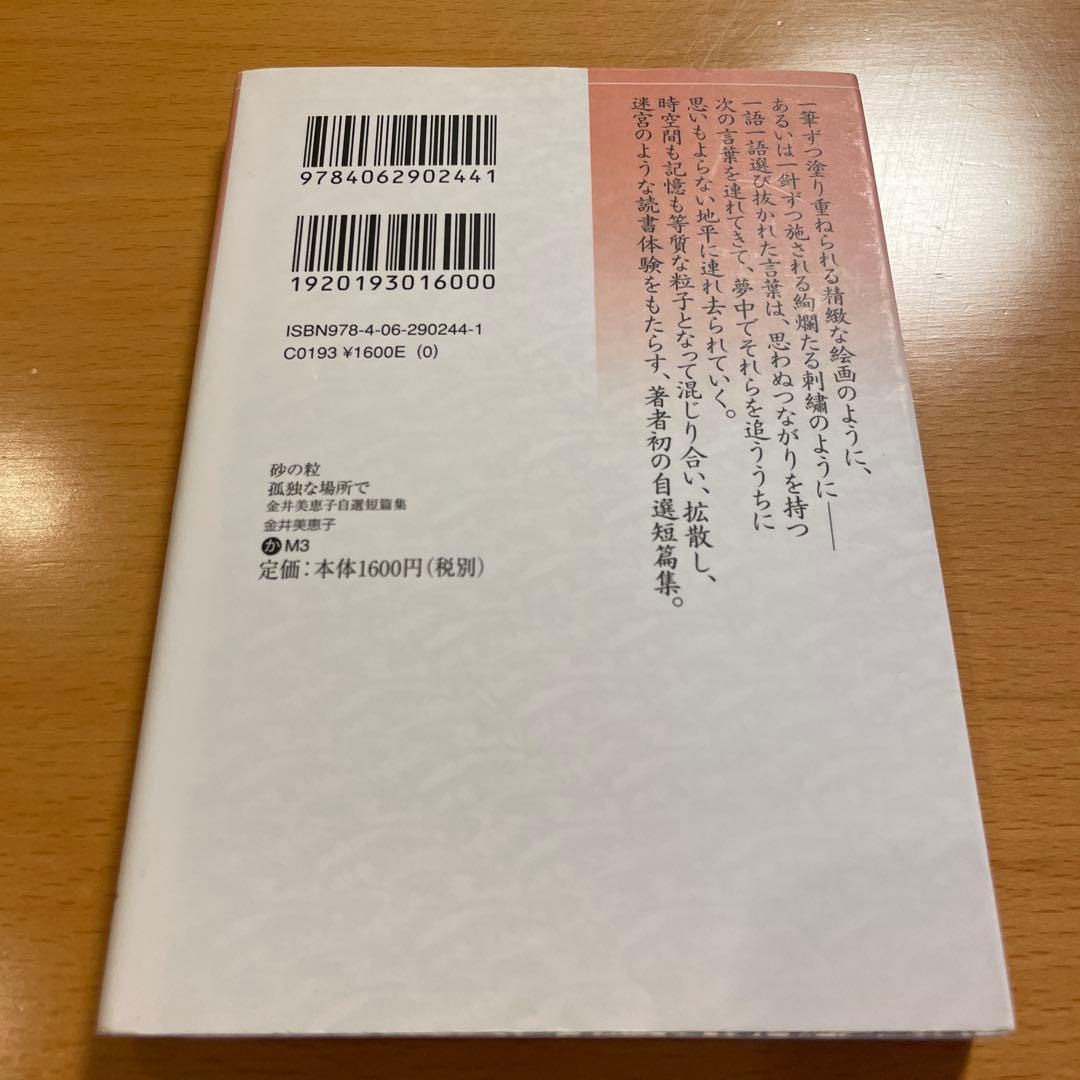 一筆ずつ塗り重ねられる精緻な絵画のように、
あるいは一針ずつ施される絢爛たる刺繡のように――
一語一語選び抜かれた言葉は、思わぬつながりを持つ
次の言葉を連れてきて、夢中でそれらを追ううちに
思いもよらない地平に連れ去られていく。
時空間も記憶も等質な粒子となって混じり合い、拡散し、
迷宮のような読書体験をもたらす、著者初の自選短篇集。
9784062902441
1920193016000
ISBN978-4-06-290244-1
C0193 ¥1600E (0)
砂の粒
孤独な場所で
金井美恵子自選短篇集
金井美恵子
か M3
定価:本体1600円(税別)